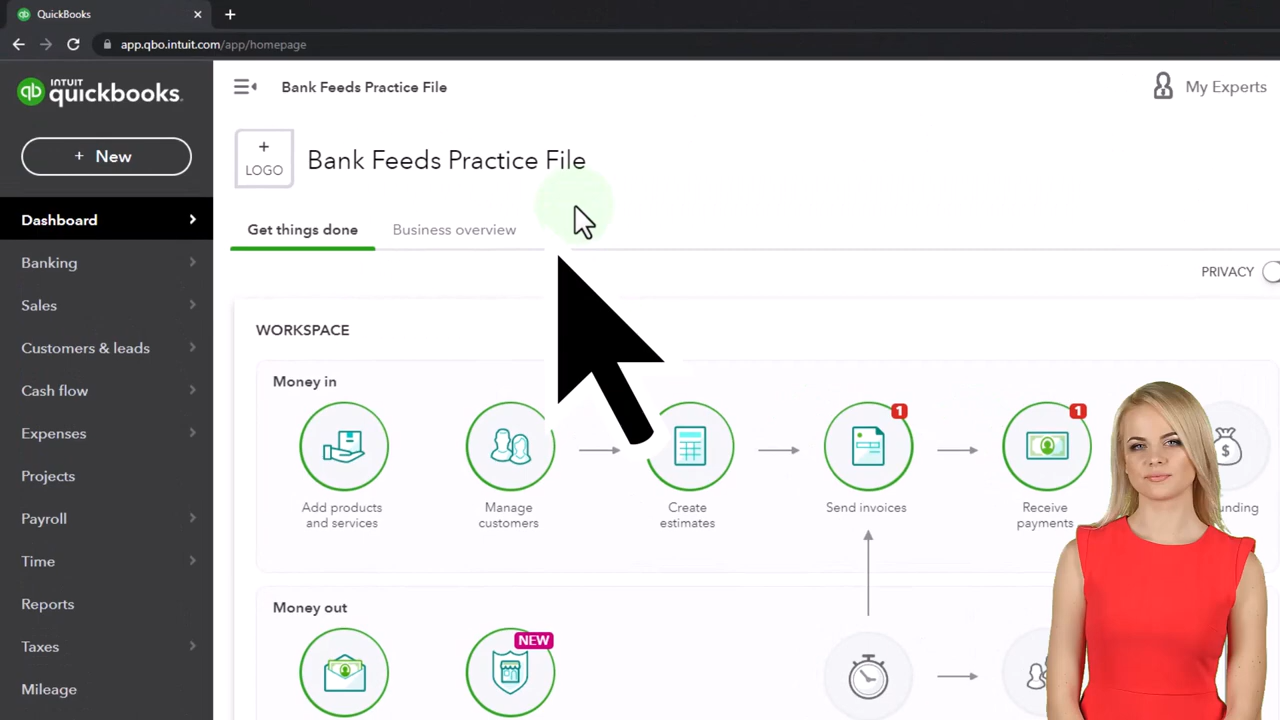 QuickBooks
app.qbo.intuit.com/app/homepage
qb INTUIT quickbooks.
+ New
Dashboard
Banking
Sales
Customers & leads
Cash flow
Expenses
Projects
Payroll
Time
Reports
Taxes
Mileage
Bank Feeds Practice File
My Experts
+
LOGO
Bank Feeds Practice File
Get things done
Business overview
PRIVACY
WORKSPACE
Money in
Add products
and services
Manage
customers
Create
estimates
Send invoices
1
Receive
payments
1
Money out
NEW